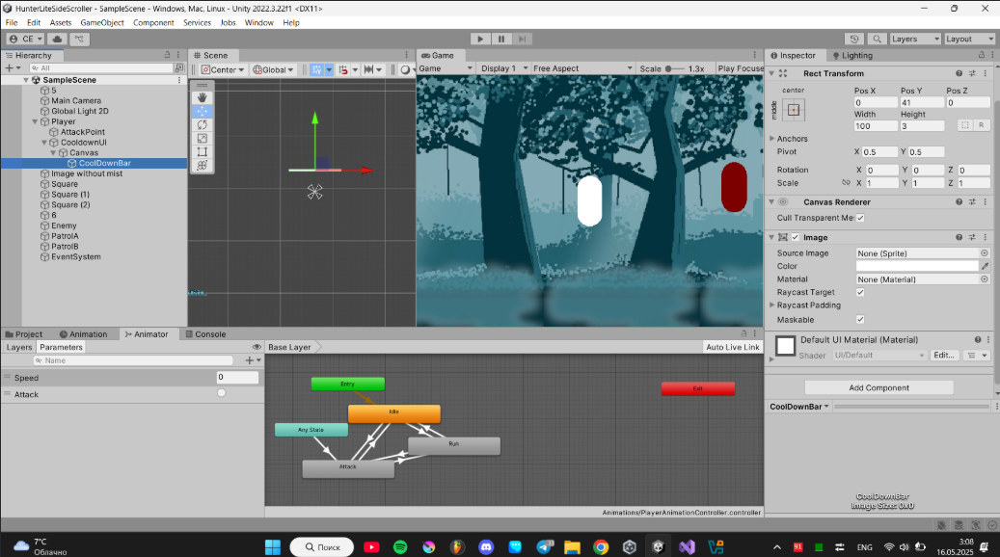 HunterLiteSideScroller - SampleScene - Windows, Mac, Linux - Unity 2022.3.22f1 <DX11>
File Edit Assets GameObject Component Services Jobs Window Help
CE
Layers Layout
Hierarchy
All
SampleScene
5
Main Camera
Global Light 2D
Player
AttackPoint
CooldownUI
Canvas
CoolDownBar
Image without mist
Square
Square (1)
Square (2)
6
Enemy
PatrolA
PatrolB
EventSystem
Scene
Center Global
Game
Game Display 1 Free Aspect Scale 1.3x Play Focuse
Inspector Lighting
Rect Transform
center
middle
Pos X Pos Y Pos Z
0 41 0
Width Height
100 3
R
Anchors
Pivot X 0.5 Y 0.5
Rotation X 0 Y 0 Z 0
Scale X 1 Y 1 Z 1
Canvas Renderer
Cull Transparent Me
Image
Source Image None (Sprite)
Color
Material None (Material)
Raycast Target
Raycast Padding
Maskable
Default UI Material (Material)
Shader UI/Default Edit...
Add Component
CoolDownBar
CoolDownBar
Image Size: 0x0
Project Animation Animator Console
Layers Parameters
Base Layer Auto Live Link
Name
Speed 0
Attack
Entry
Idle
Any State
Run
Attack
Exit
Animations/PlayerAnimationController.controller
7°C
Облачно
Поиск
91
ENG
3:08
16.05.2025